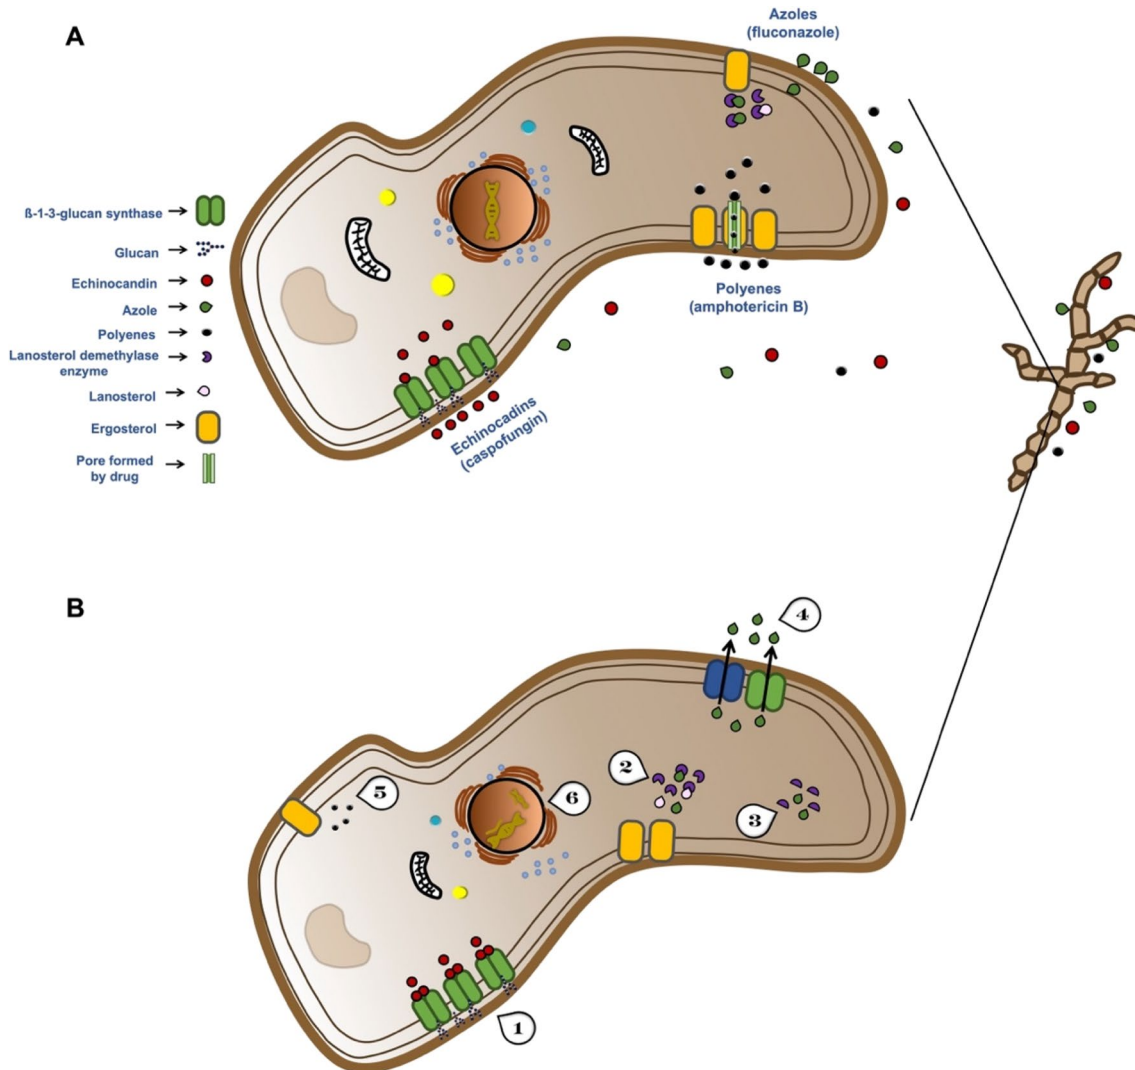 A
Azoles
(fluconazole)
ß-1-3-glucan synthase
Glucan
Echinocandin
Azole
Polyenes
Lanosterol demethylase
enzyme
Lanosterol
Ergosterol
Pore formed
by drug
Polyenes
(amphotericin B)
Echinocadins
(caspofungin)
B
4
2
5
6
3
1